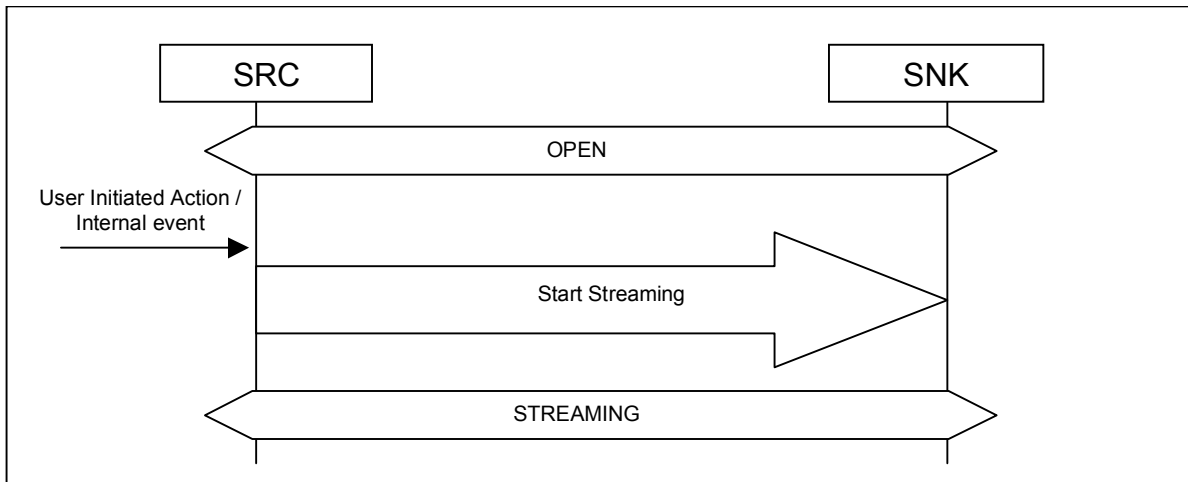 SRC
SNK
OPEN
User Initiated Action /
Internal event
Start Streaming
STREAMING